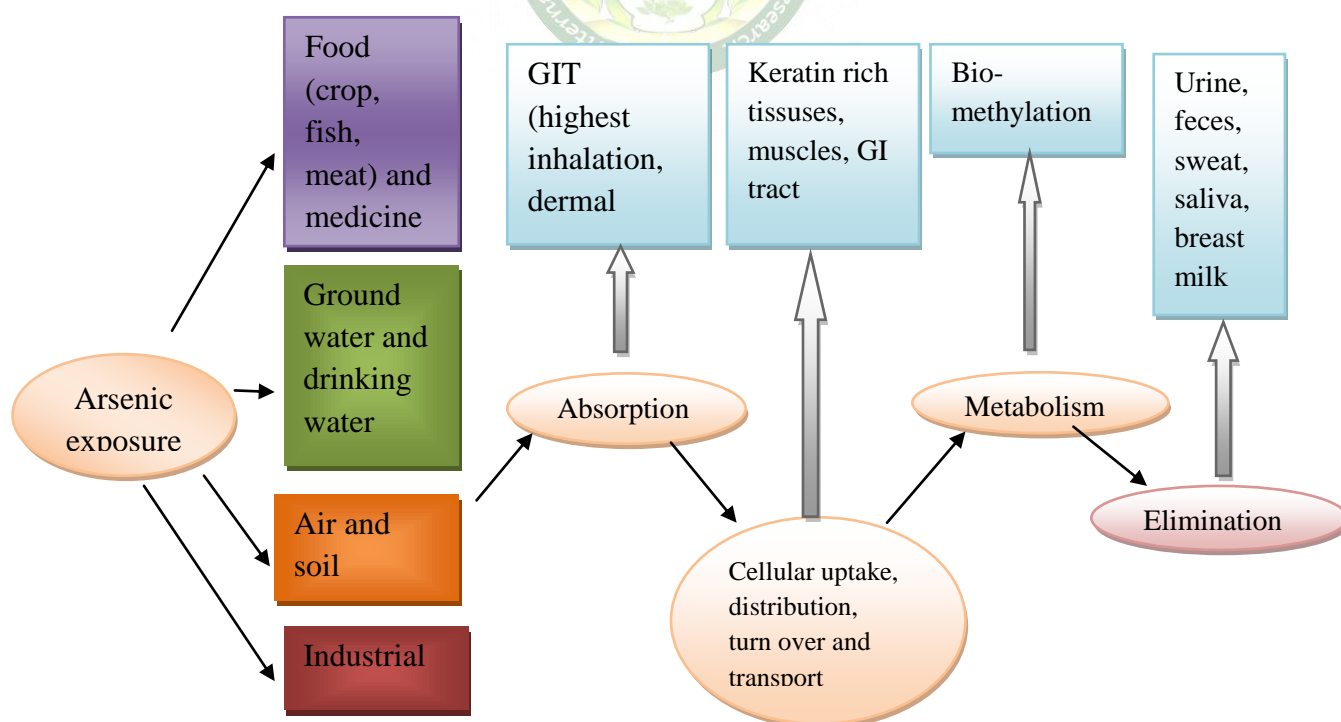 Food
(crop,
fish,
meat) and
medicine
Ground
water and
drinking
water
Air and
soil
Industrial
Arsenic
exposure
GIT
(highest
inhalation,
dermal
Absorption
Keratin rich
tissuses,
muscles, GI
tract
Cellular uptake,
distribution,
turn over and
transport
Bio-
methylation
Metabolism
Urine,
feces,
sweat,
saliva,
breast
milk
Elimination